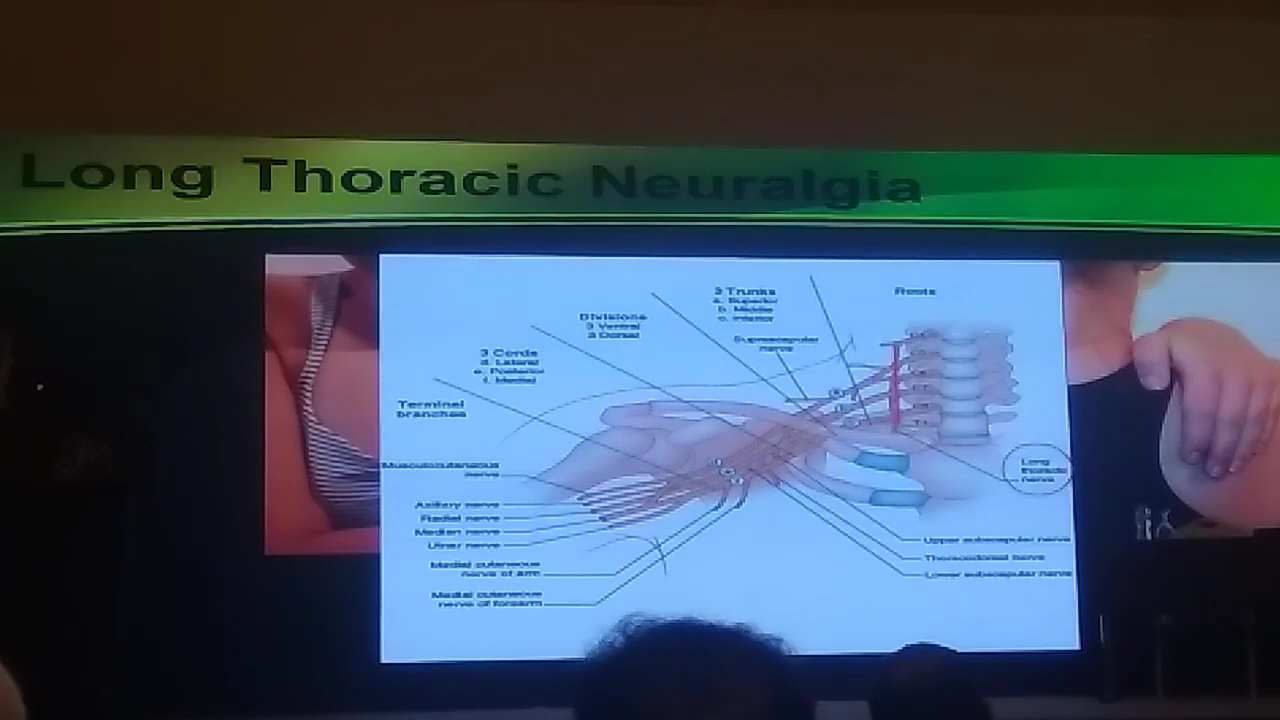 Long Thoracic Neuralgia
3 Trunks
a. Superior
b. Middle
c. Inferior
Roots
Divisions
3 Ventral
3 Dorsal
Suprascapular
nerve
3 Cords
d. Lateral
e. Posterior
f. Medial
Terminal
branches
Musculocutaneous
nerve
Long
thoracic
nerve
Axillary nerve
Radial nerve
Median nerve
Ulnar nerve
Upper subscapular nerve
Thoracodorsal nerve
Lower subscapular nerve
Medial cutaneous
nerve of arm
Medial cutaneous
nerve of forearm